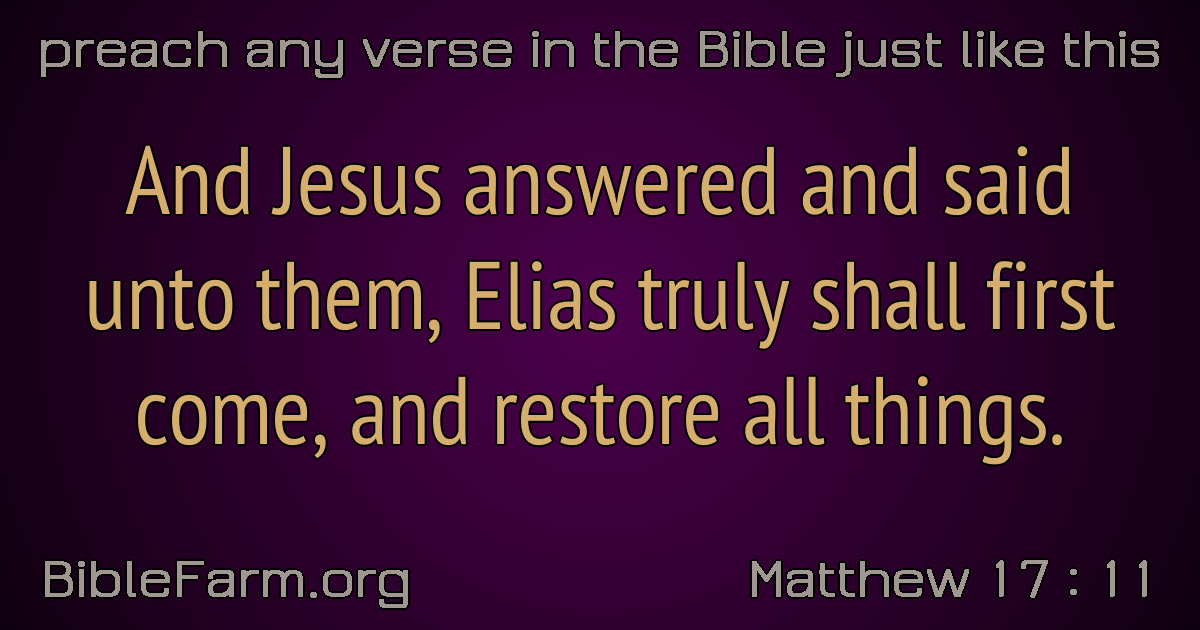 preach any verse in the Bible just like this
And Jesus answered and said
unto them, Elias truly shall first
come, and restore all things.
BibleFarm.org
Matthew 17 : 11